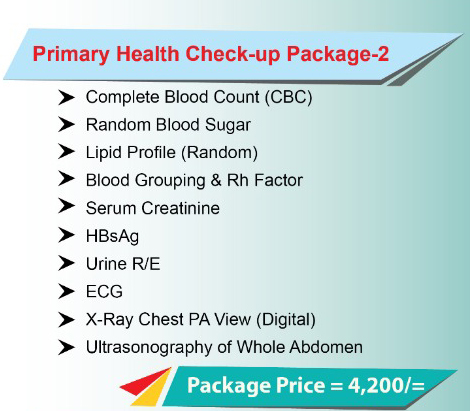 Primary Health Check-up Package-2
Complete Blood Count (CBC)
Random Blood Sugar
Lipid Profile (Random)
Blood Grouping & Rh Factor
Serum Creatinine
HBsAg
Urine R/E
ECG
X-Ray Chest PA View (Digital)
Ultrasonography of Whole Abdomen
Package Price = 4,200/=